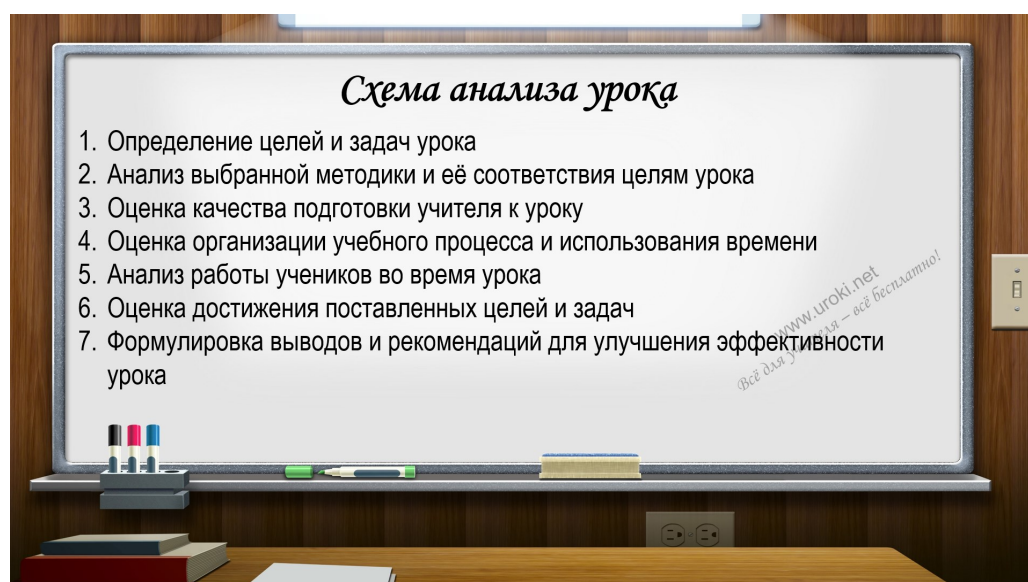 Схема анализа урока
1. Определение целей и задач урока
2. Анализ выбранной методики и её соответствия целям урока
3. Оценка качества подготовки учителя к уроку
4. Оценка организации учебного процесса и использования времени
5. Анализ работы учеников во время урока
6. Оценка достижения поставленных целей и задач
7. Формулировка выводов и рекомендаций для улучшения эффективности
урока
www.uroki.net
Всё для учителя – всё бесплатно!